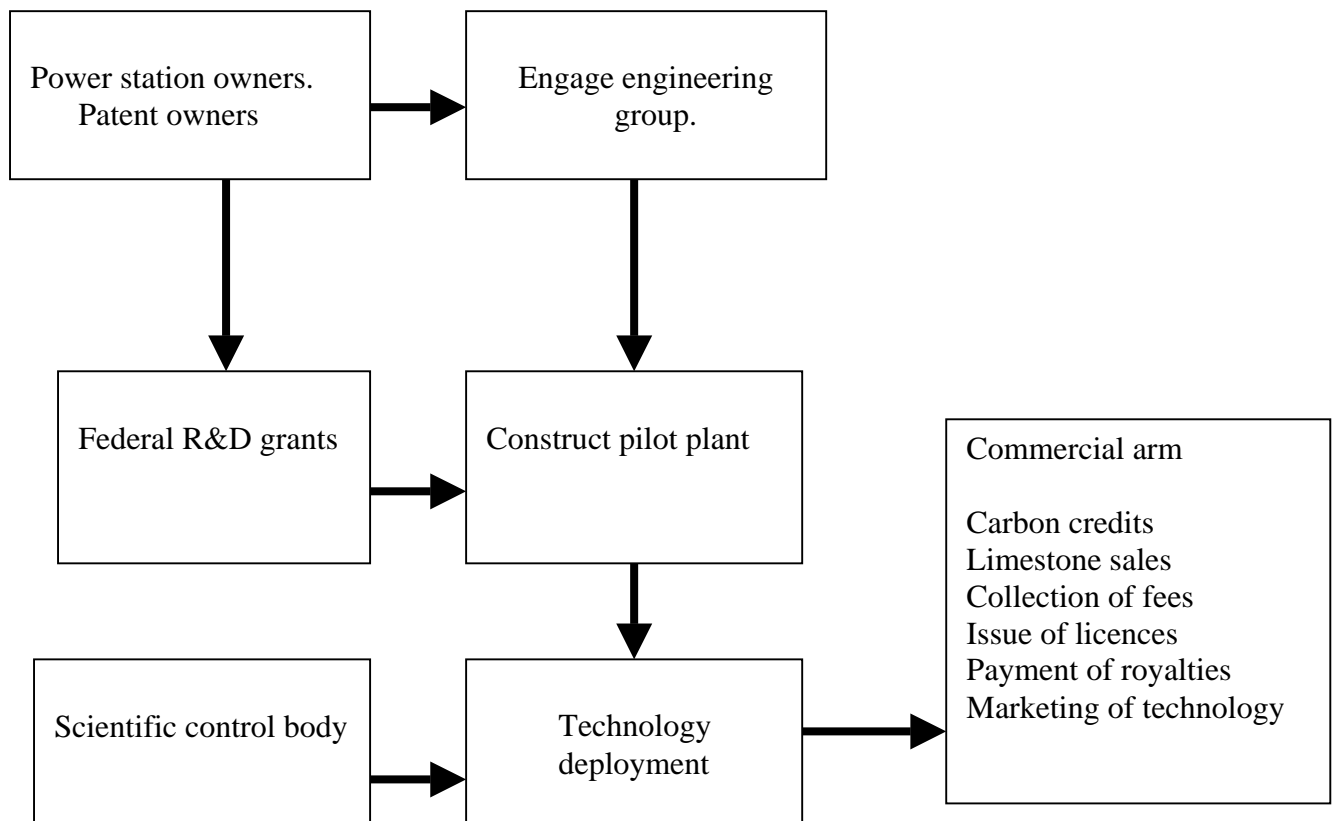 Power station owners.
Patent owners
Engage engineering
group.
Federal R&D grants
Construct pilot plant
Commercial arm
Carbon credits
Limestone sales
Collection of fees
Issue of licences
Payment of royalties
Marketing of technology
Scientific control body
Technology
deployment